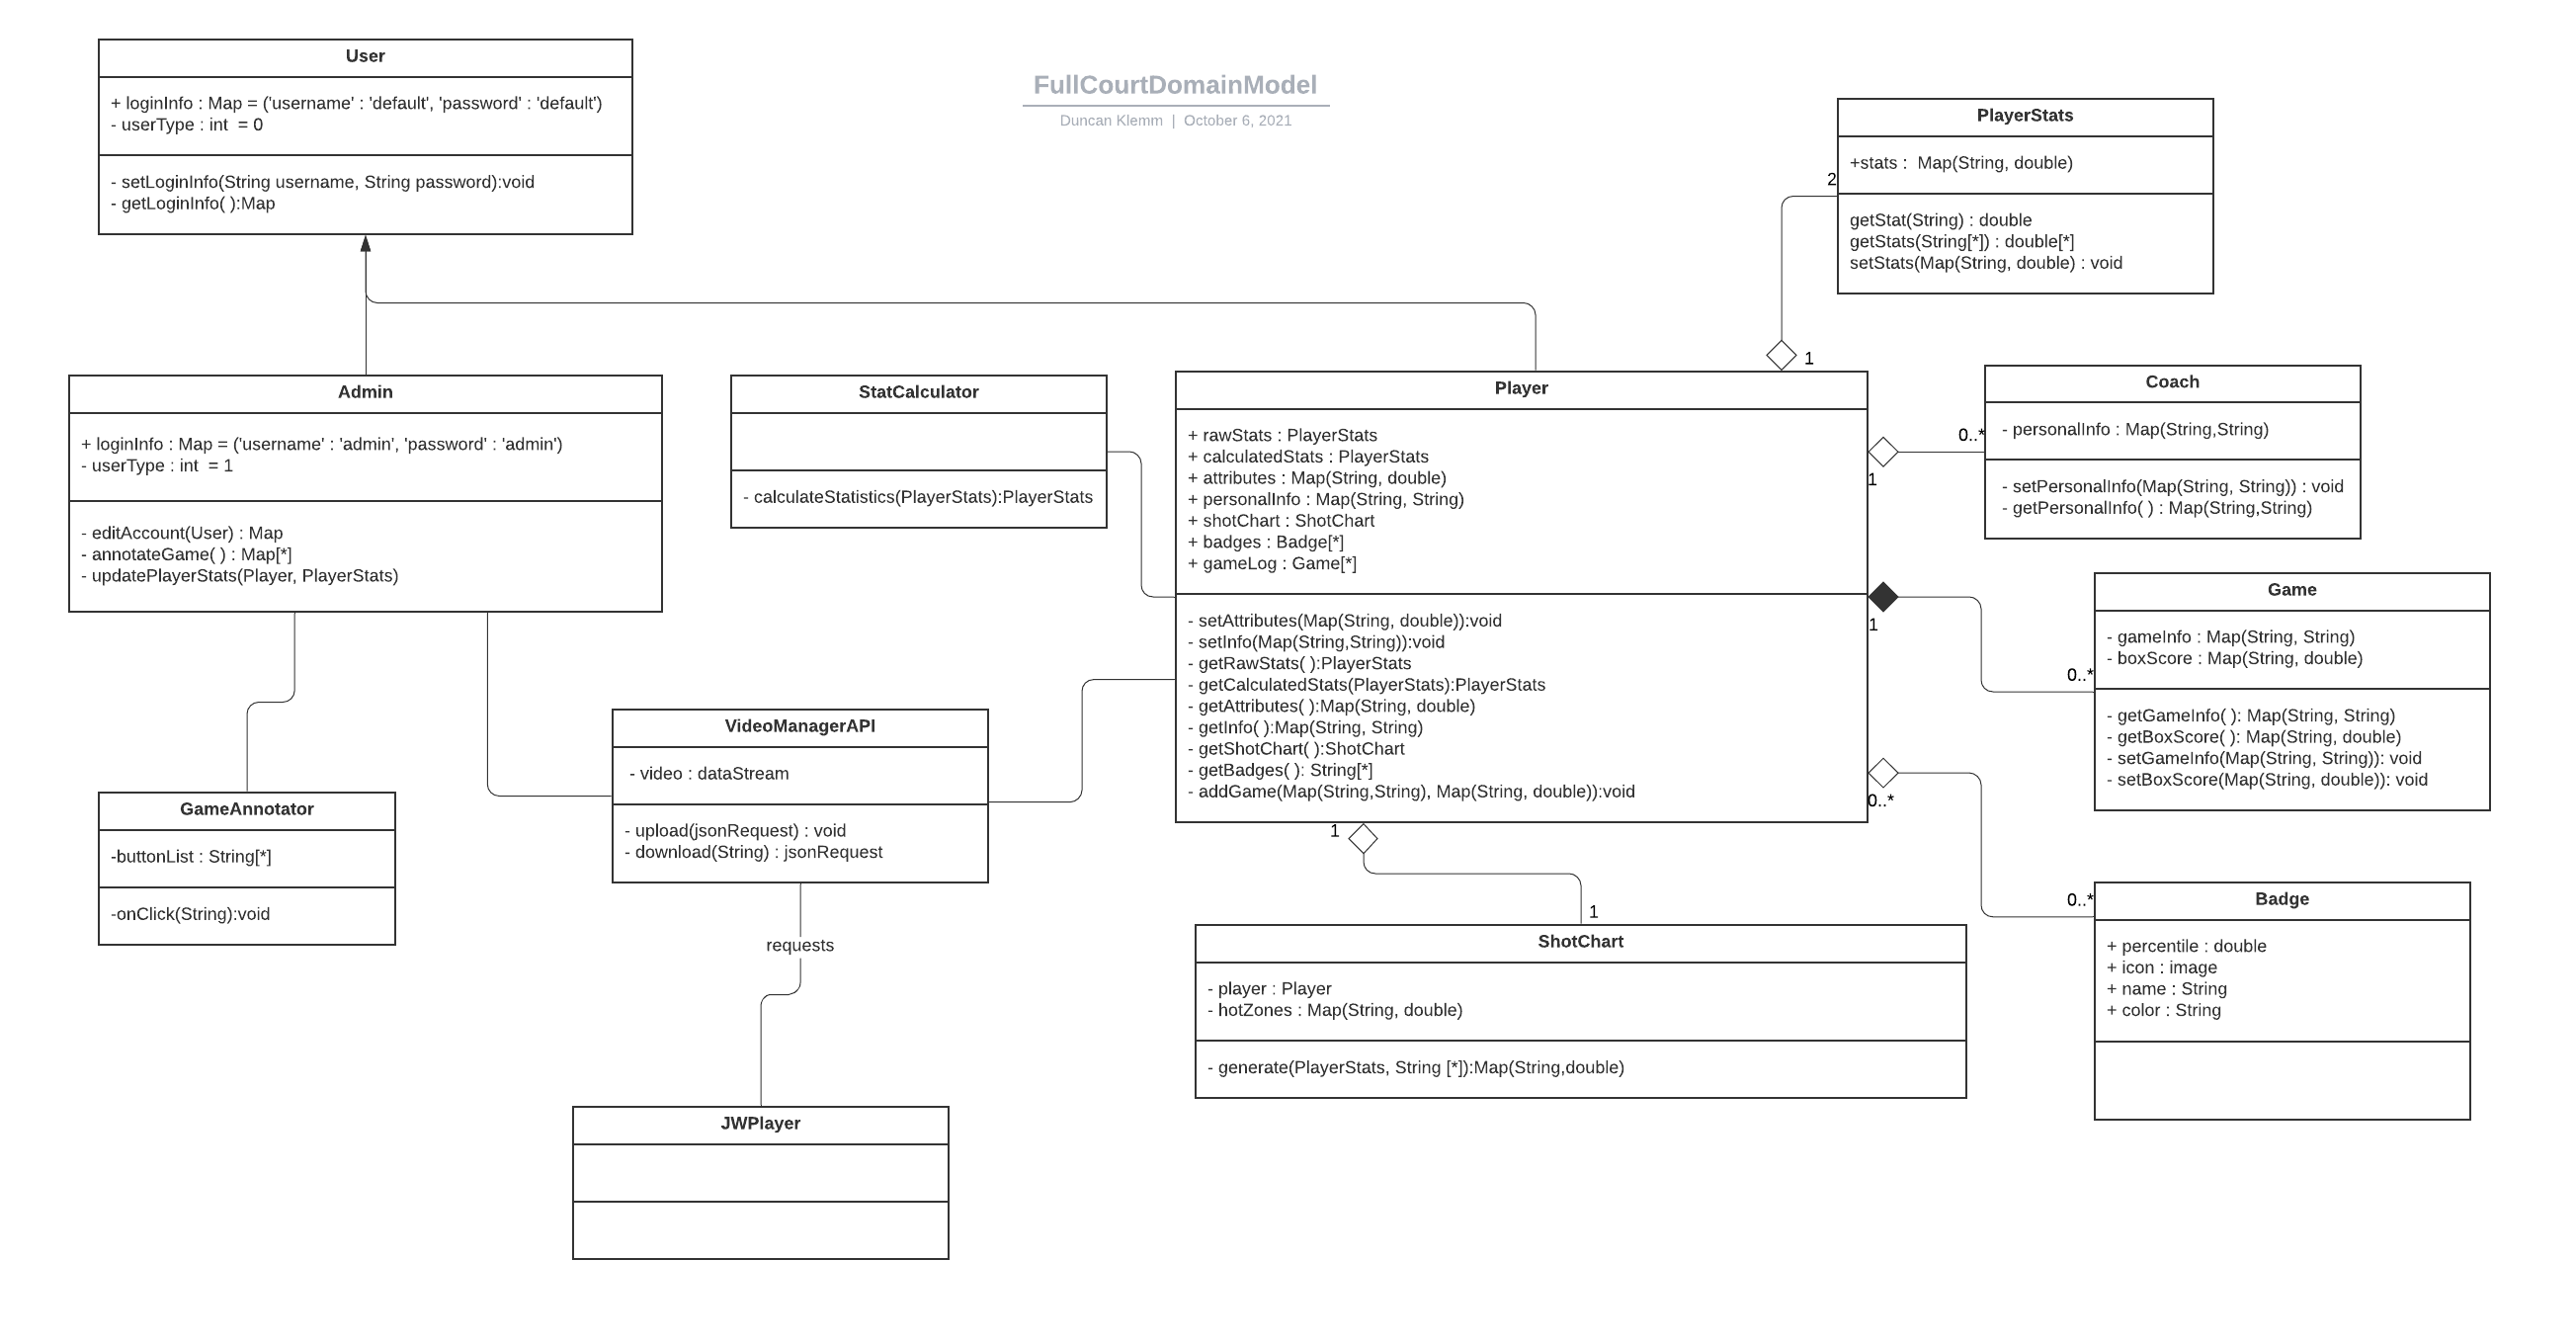 User
+ loginInfo : Map = ('username' : 'default', 'password' : 'default')
- userType : int  = 0
- setLoginInfo(String username, String password):void
- getLoginInfo( ):Map
FullCourtDomainModel
Duncan Klemm  |  October 6, 2021
PlayerStats
+stats :  Map(String, double)
getStat(String) : double
getStats(String[*]) : double[*]
setStats(Map(String, double) : void
2
1
Admin
+ loginInfo : Map = ('username' : 'admin', 'password' : 'admin')
- userType : int  = 1
- editAccount(User) : Map
- annotateGame( ) : Map[*]
- updatePlayerStats(Player, PlayerStats)
StatCalculator
- calculateStatistics(PlayerStats):PlayerStats
Player
+ rawStats : PlayerStats
+ calculatedStats : PlayerStats
+ attributes : Map(String, double)
+ personalInfo : Map(String, String)
+ shotChart : ShotChart
+ badges : Badge[*]
+ gameLog : Game[*]
- setAttributes(Map(String, double)):void
- setInfo(Map(String,String)):void
- getRawStats( ):PlayerStats
- getCalculatedStats(PlayerStats):PlayerStats
- getAttributes( ):Map(String, double)
- getInfo( ):Map(String, String)
- getShotChart( ):ShotChart
- getBadges( ): String[*]
- addGame(Map(String,String), Map(String, double)):void
Coach
- personalInfo : Map(String,String)
- setPersonalInfo(Map(String, String)) : void
- getPersonalInfo( ) : Map(String,String)
0..*
1
Game
- gameInfo : Map(String, String)
- boxScore : Map(String, double)
- getGameInfo( ): Map(String, String)
- getBoxScore( ): Map(String, double)
- setGameInfo(Map(String, String)): void
- setBoxScore(Map(String, double)): void
1
0..*
VideoManagerAPI
- video : dataStream
- upload(jsonRequest) : void
- download(String) : jsonRequest
GameAnnotator
-buttonList : String[*]
-onClick(String):void
requests
0..*
0..*
Badge
+ percentile : double
+ icon : image
+ name : String
+ color : String
1
1
ShotChart
- player : Player
- hotZones : Map(String, double)
- generate(PlayerStats, String [*]):Map(String,double)
JWPlayer